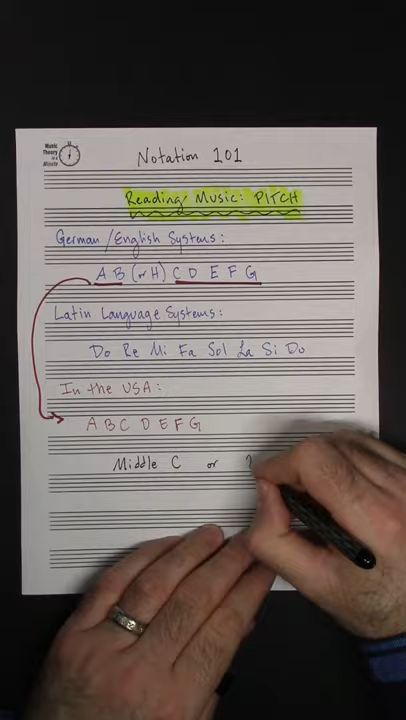 Music
Theory
in a
Minute
Notation 101
Reading Music: PITCH
German/English Systems:
A B (or H) C D E F G
Latin Language Systems:
Do Re Mi Fa Sol La Si Do
In the USA:
A B C D E F G
Middle C or